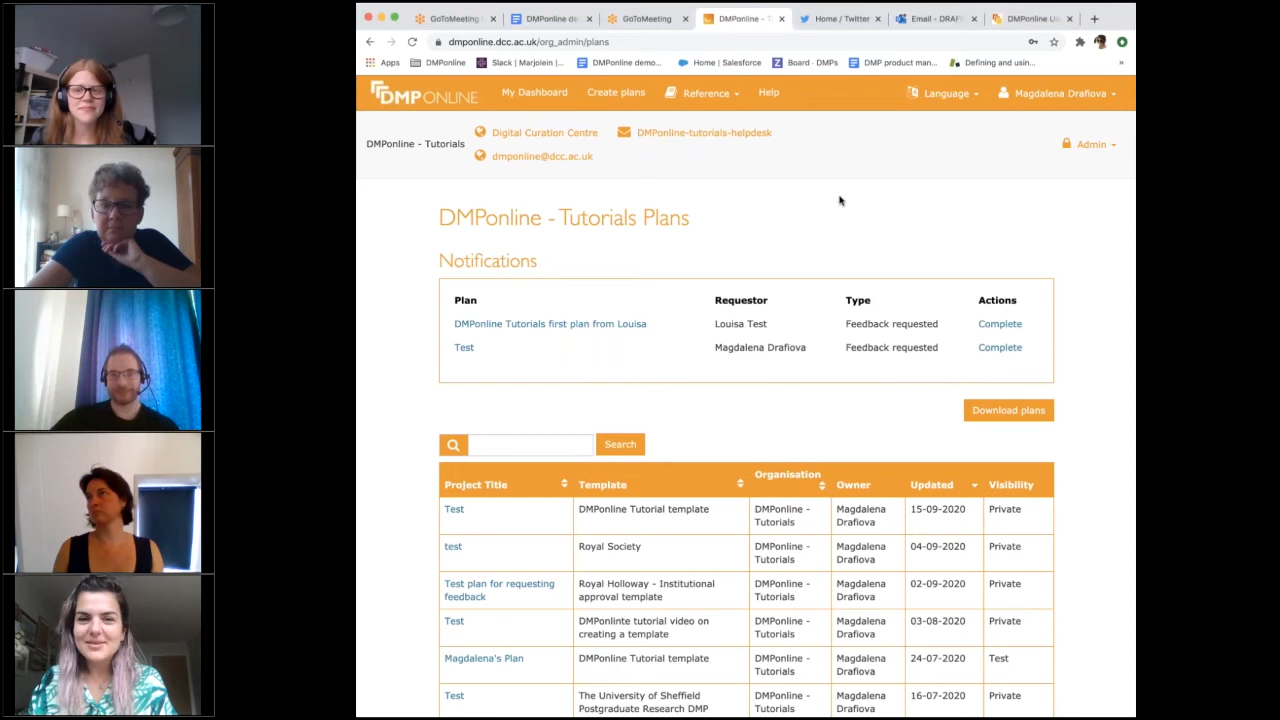 GoToMeeting
DMPonline de
GoToMeeting
DMPonline - T
Home / Twitter
Email - DRAFI
DMPonline Us
dmponline.dcc.ac.uk/org_admin/plans
Apps
DMPonline
Slack | Marjolein |...
DMPonline demo...
Home | Salesforce
Board · DMPs
DMP product man...
Defining and usin...
»
DMPONLINE
My Dashboard
Create plans
Reference
Help
Language
Magdalena Drafiova
DMPonline - Tutorials
Digital Curation Centre
DMPonline-tutorials-helpdesk
dmponline@dcc.ac.uk
Admin
DMPonline - Tutorials Plans
Notifications
Plan Requestor Type Actions
DMPonline Tutorials first plan from Louisa Louisa Test Feedback requested Complete
Test Magdalena Drafiova Feedback requested Complete
Download plans
Search
Project Title Template Organisation Owner Updated Visibility
Test DMPonline Tutorial template DMPonline - Tutorials Magdalena Drafiova 15-09-2020 Private
test Royal Society DMPonline - Tutorials Magdalena Drafiova 04-09-2020 Private
Test plan for requesting feedback Royal Holloway - Institutional approval template DMPonline - Tutorials Magdalena Drafiova 02-09-2020 Private
Test DMPonlinte tutorial video on creating a template DMPonline - Tutorials Magdalena Drafiova 03-08-2020 Private
Magdalena's Plan DMPonline Tutorial template DMPonline - Tutorials Magdalena Drafiova 24-07-2020 Test
Test The University of Sheffield Postgraduate Research DMP DMPonline - Tutorials Magdalena Drafiova 16-07-2020 Private